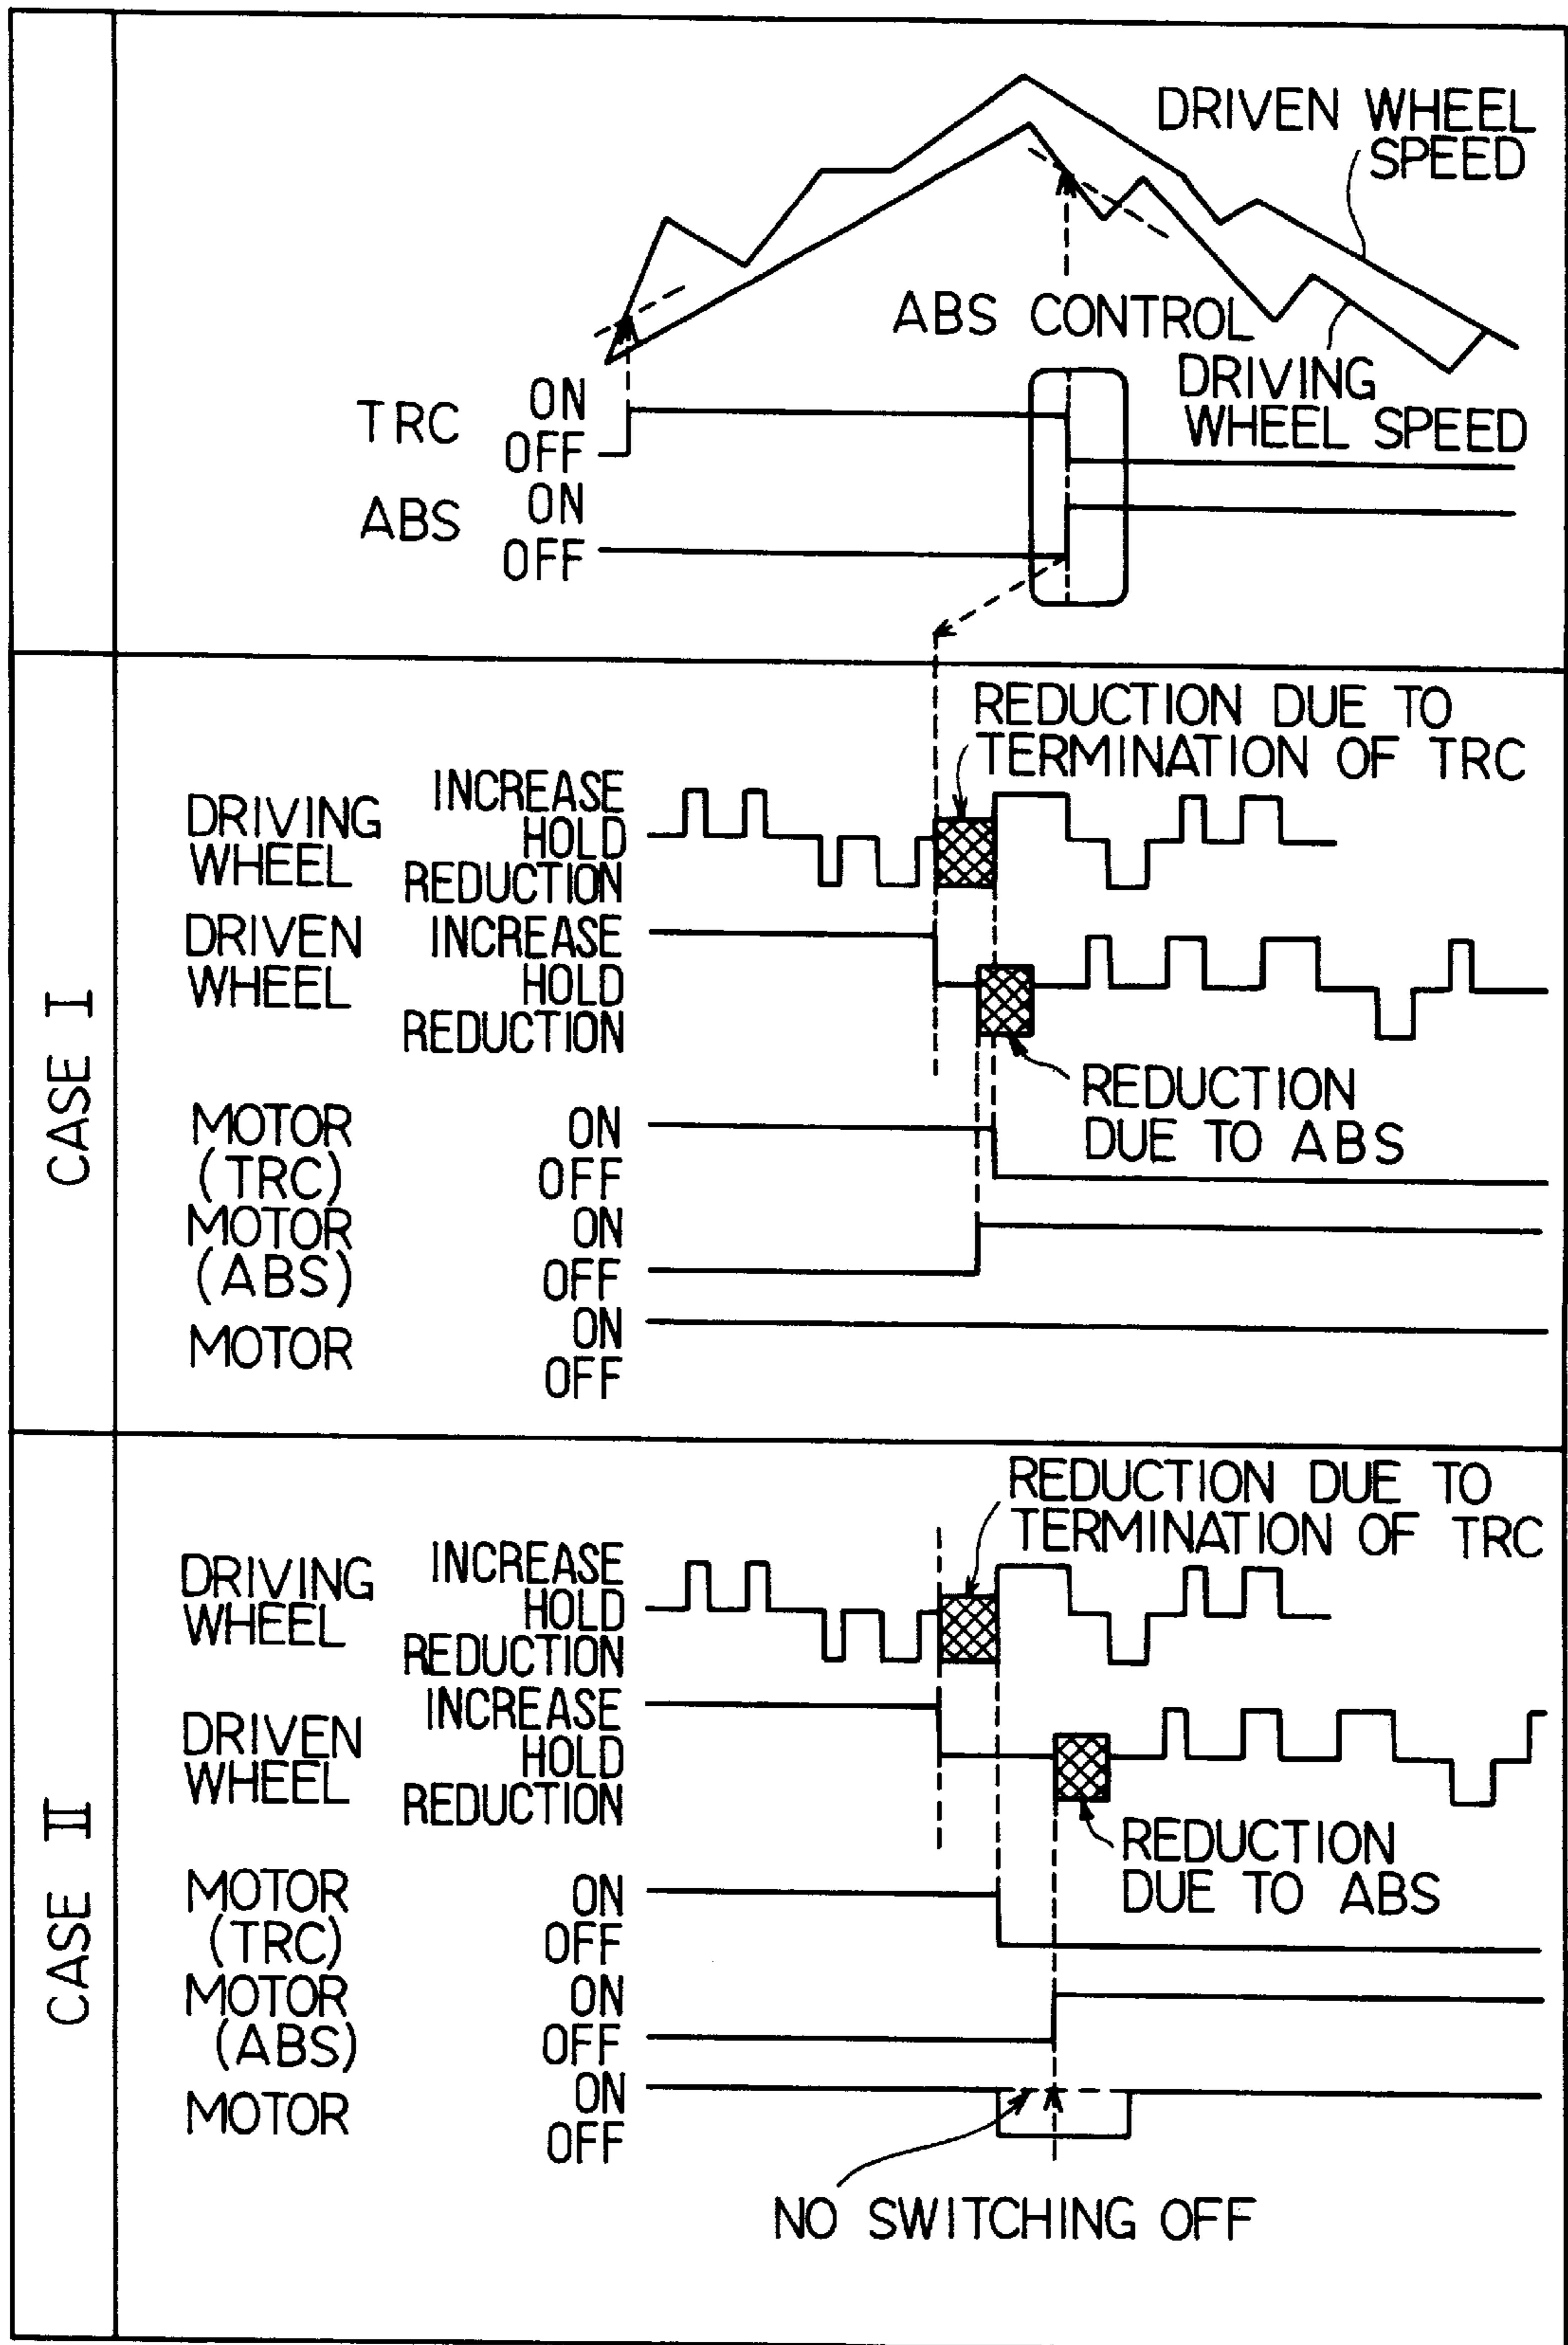 DRIVEN WHEEL
SPEED
ABS CONTROL
DRIVING
WHEEL SPEED
TRC
ON
OFF
ABS
ON
OFF
CASE I
REDUCTION DUE TO
TERMINATION OF TRC
DRIVING
WHEEL
INCREASE
HOLD
REDUCTION
DRIVEN
WHEEL
INCREASE
HOLD
REDUCTION
REDUCTION
DUE TO ABS
MOTOR
(TRC)
ON
OFF
MOTOR
(ABS)
ON
OFF
MOTOR
ON
OFF
CASE II
REDUCTION DUE TO
TERMINATION OF TRC
DRIVING
WHEEL
INCREASE
HOLD
REDUCTION
DRIVEN
WHEEL
INCREASE
HOLD
REDUCTION
REDUCTION
DUE TO ABS
MOTOR
(TRC)
ON
OFF
MOTOR
(ABS)
ON
OFF
MOTOR
ON
OFF
NO SWITCHING OFF